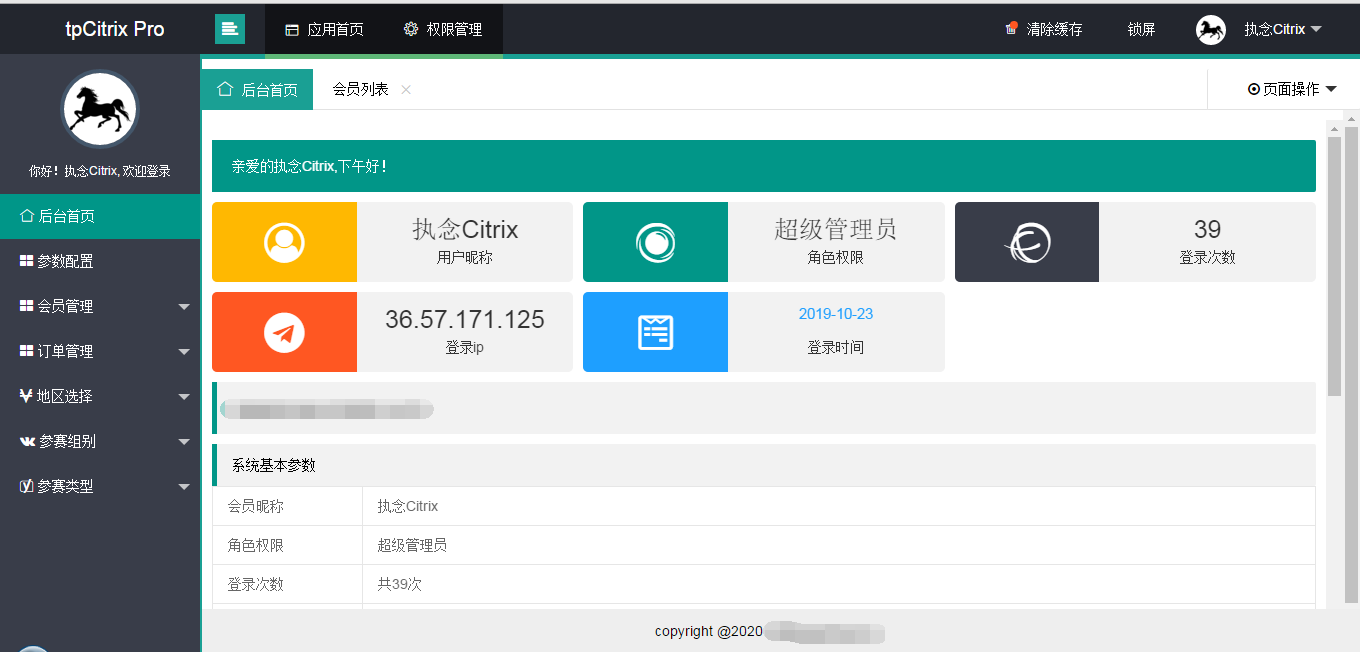 tpCitrix Pro
应用首页
权限管理
清除缓存
锁屏
执念Citrix
后台首页
会员列表
页面操作
你好！执念Citrix, 欢迎登录
后台首页
参数配置
会员管理
订单管理
地区选择
参赛组别
参赛类型
亲爱的执念Citrix,下午好！
执念Citrix
用户昵称
超级管理员
角色权限
39
登录次数
36.57.171.125
登录ip
2019-10-23
登录时间
系统基本参数
会员昵称 执念Citrix
角色权限 超级管理员
登录次数 共39次
copyright @2020